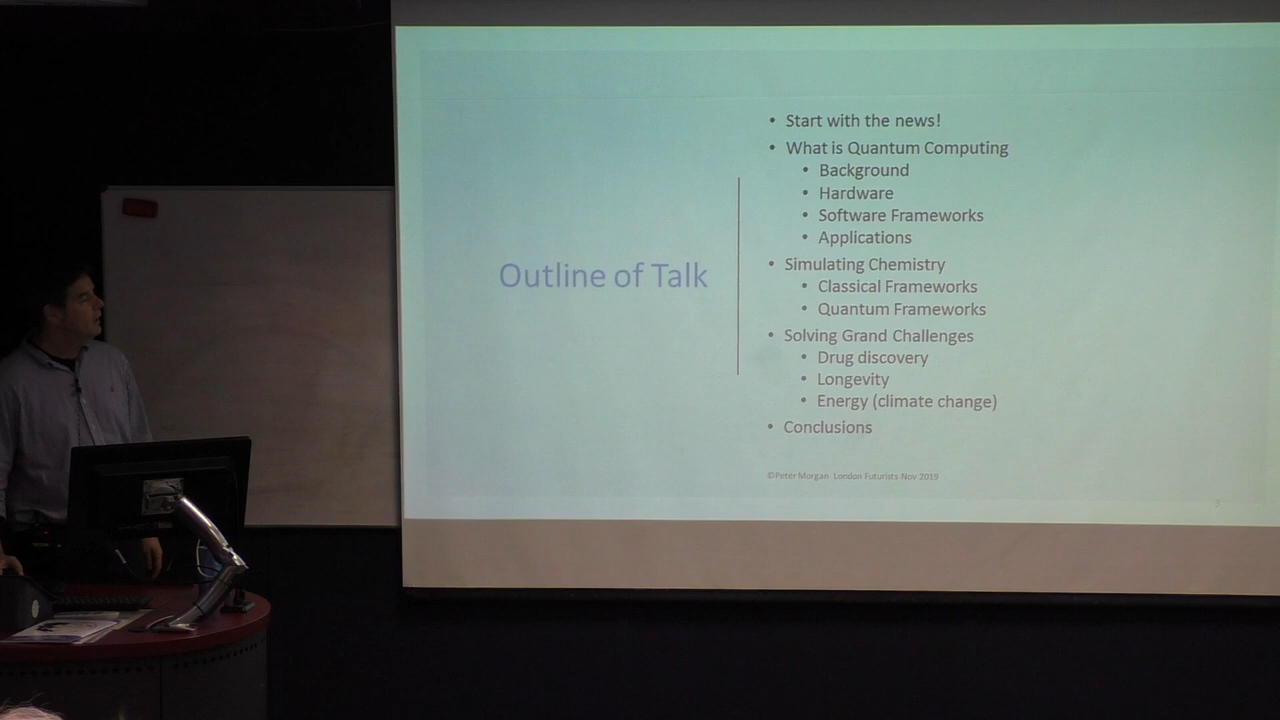 Outline of Talk
• Start with the news!
• What is Quantum Computing
• Background
• Hardware
• Software Frameworks
• Applications
• Simulating Chemistry
• Classical Frameworks
• Quantum Frameworks
• Solving Grand Challenges
• Drug discovery
• Longevity
• Energy (climate change)
• Conclusions
©Peter Morgan London Futurists Nov 2019